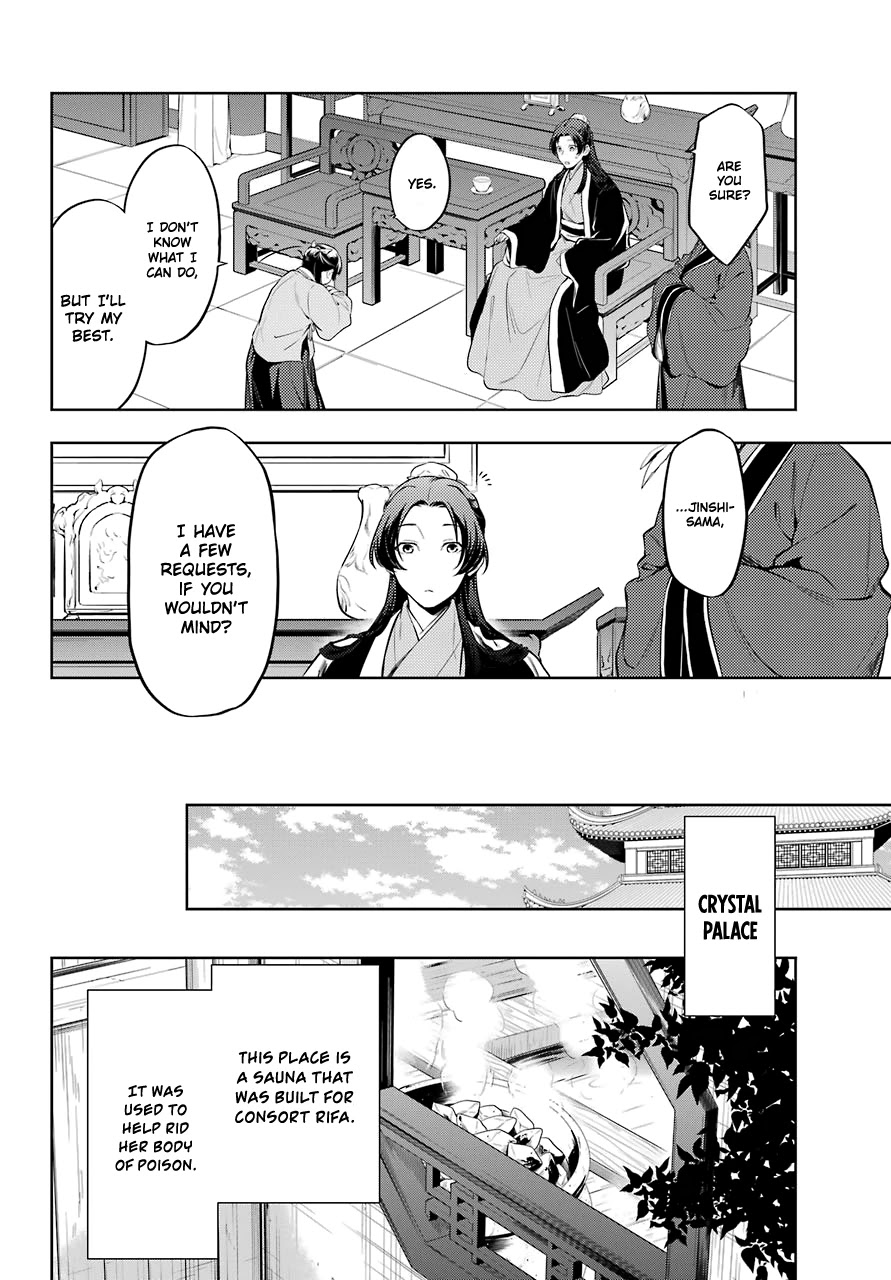 ARE
YOU
SURE?
YES.
I DON'T
KNOW
WHAT I
CAN DO,
BUT I'LL
TRY MY
BEST.
...JINSHI-
SAMA,
I HAVE
A FEW
REQUESTS,
IF YOU
WOULDN'T
MIND?
CRYSTAL
PALACE
THIS PLACE IS
A SAUNA THAT
WAS BUILT FOR
CONSORT RIFA.
IT WAS
USED TO
HELP RID
HER BODY
OF POISON.